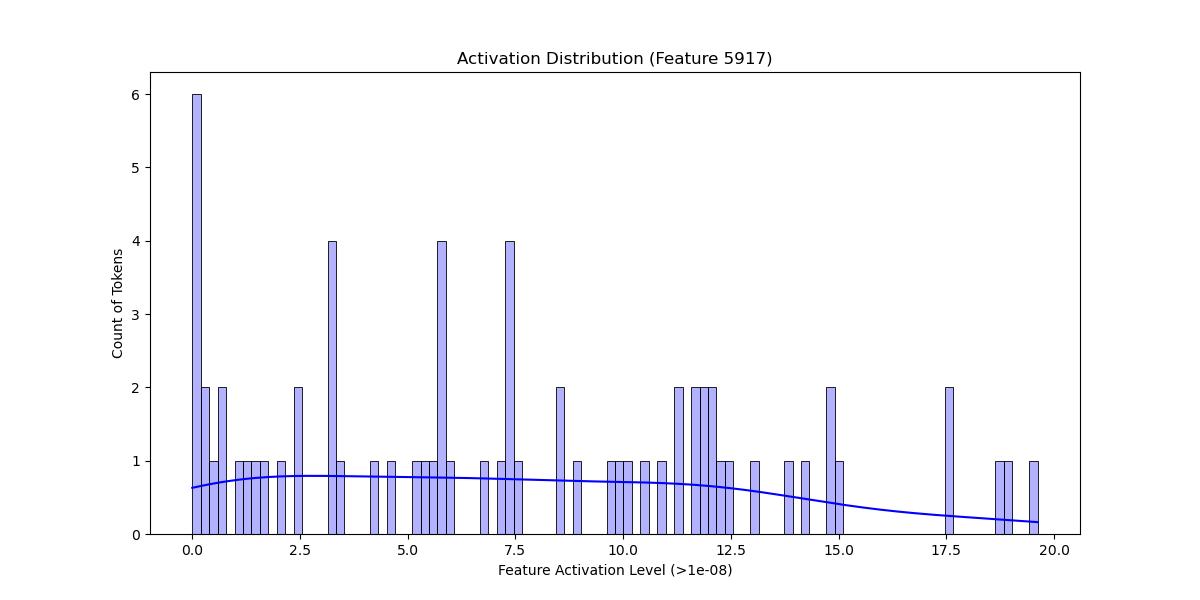 Activation Distribution (Feature 5917)
6
5
4
3
2
1
0
Count of Tokens
0.0 2.5 5.0 7.5 10.0 12.5 15.0 17.5 20.0
Feature Activation Level (>1e-08)